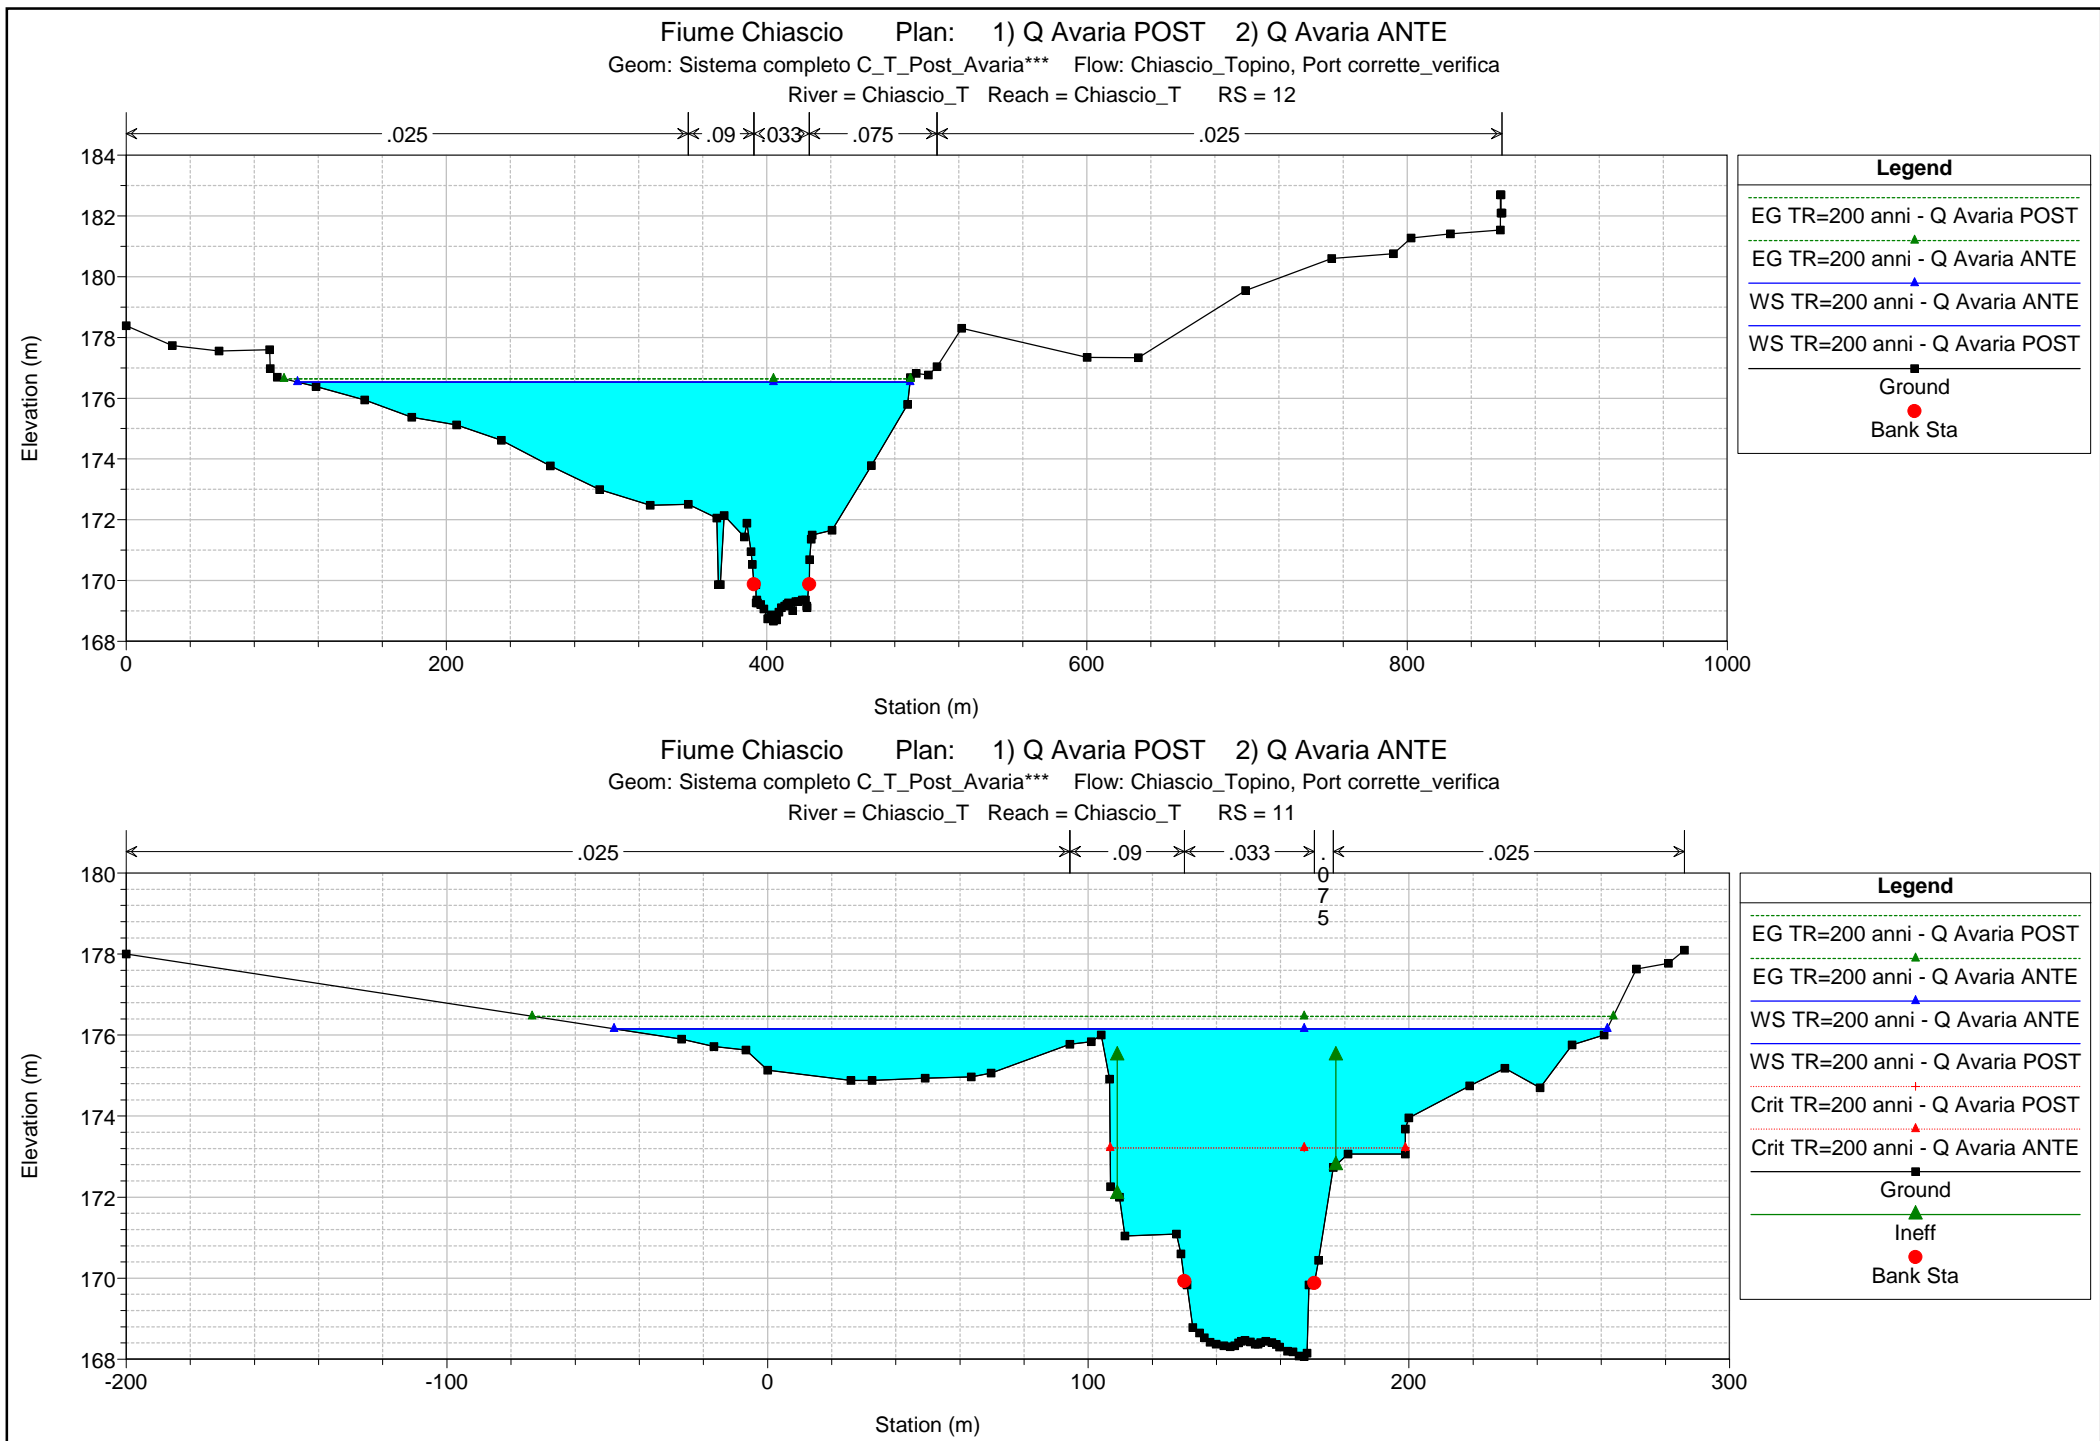 Fiume Chiascio Plan: 1) Q Avaria POST 2) Q Avaria ANTE
Geom: Sistema completo C_T_Post_Avaria*** Flow: Chiascio_Topino, Port corrette_verifica
River = Chiascio_T Reach = Chiascio_T RS = 12
.025 .09 .033 .075 .025
184
182
180
178
176
174
172
170
168
Elevation (m)
0 200 400 600 800 1000
Station (m)
Legend
EG TR=200 anni - Q Avaria POST
EG TR=200 anni - Q Avaria ANTE
WS TR=200 anni - Q Avaria ANTE
WS TR=200 anni - Q Avaria POST
Ground
Bank Sta
Fiume Chiascio Plan: 1) Q Avaria POST 2) Q Avaria ANTE
Geom: Sistema completo C_T_Post_Avaria*** Flow: Chiascio_Topino, Port corrette_verifica
River = Chiascio_T Reach = Chiascio_T RS = 11
.025 .09 .033 .075 .025
180
178
176
174
172
170
168
Elevation (m)
-200 -100 0 100 200 300
Station (m)
Legend
EG TR=200 anni - Q Avaria POST
EG TR=200 anni - Q Avaria ANTE
WS TR=200 anni - Q Avaria ANTE
WS TR=200 anni - Q Avaria POST
Crit TR=200 anni - Q Avaria POST
Crit TR=200 anni - Q Avaria ANTE
Ground
Ineff
Bank Sta